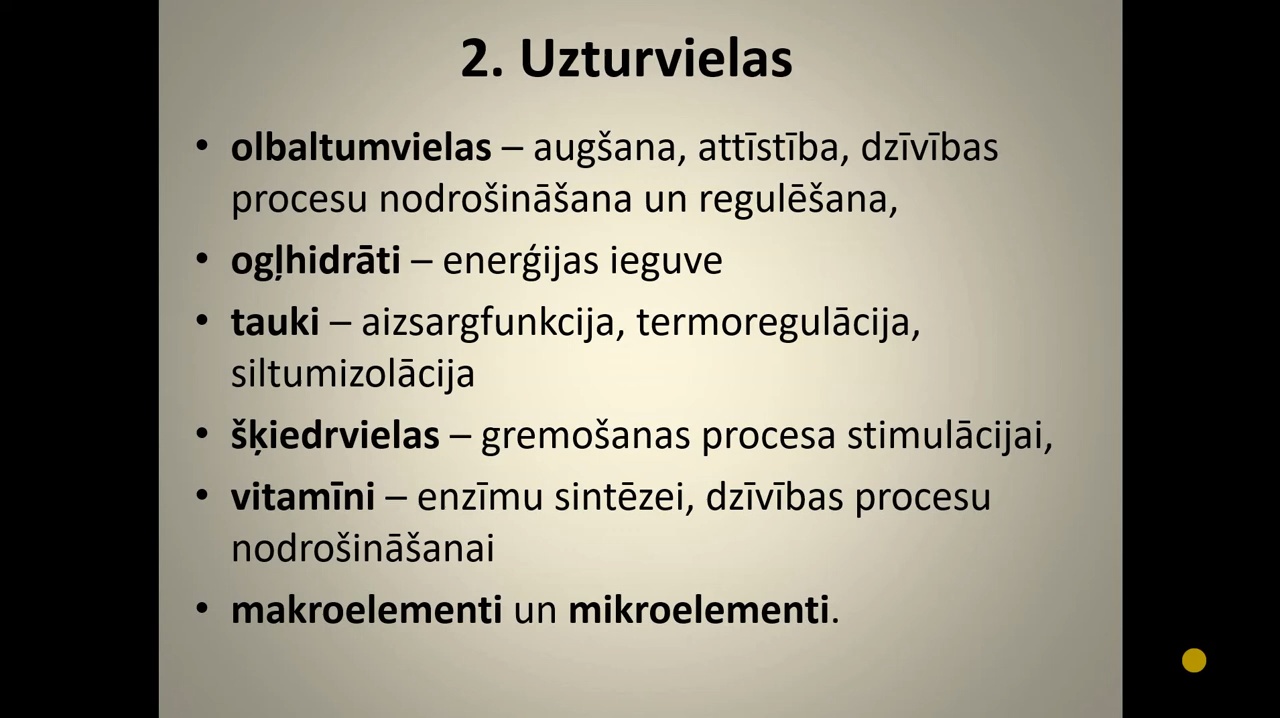 2. Uzturvielas
• olbaltumvielas – augšana, attīstība, dzīvības
procesu nodrošināšana un regulēšana,
• ogļhidrāti – enerģijas ieguve
• tauki – aizsargfunkcija, termoregulācija,
siltumizolācija
• šķiedrvielas – gremošanas procesa stimulācijai,
• vitamīni – enzīmu sintēzei, dzīvības procesu
nodrošināšanai
• makroelementi un mikroelementi.